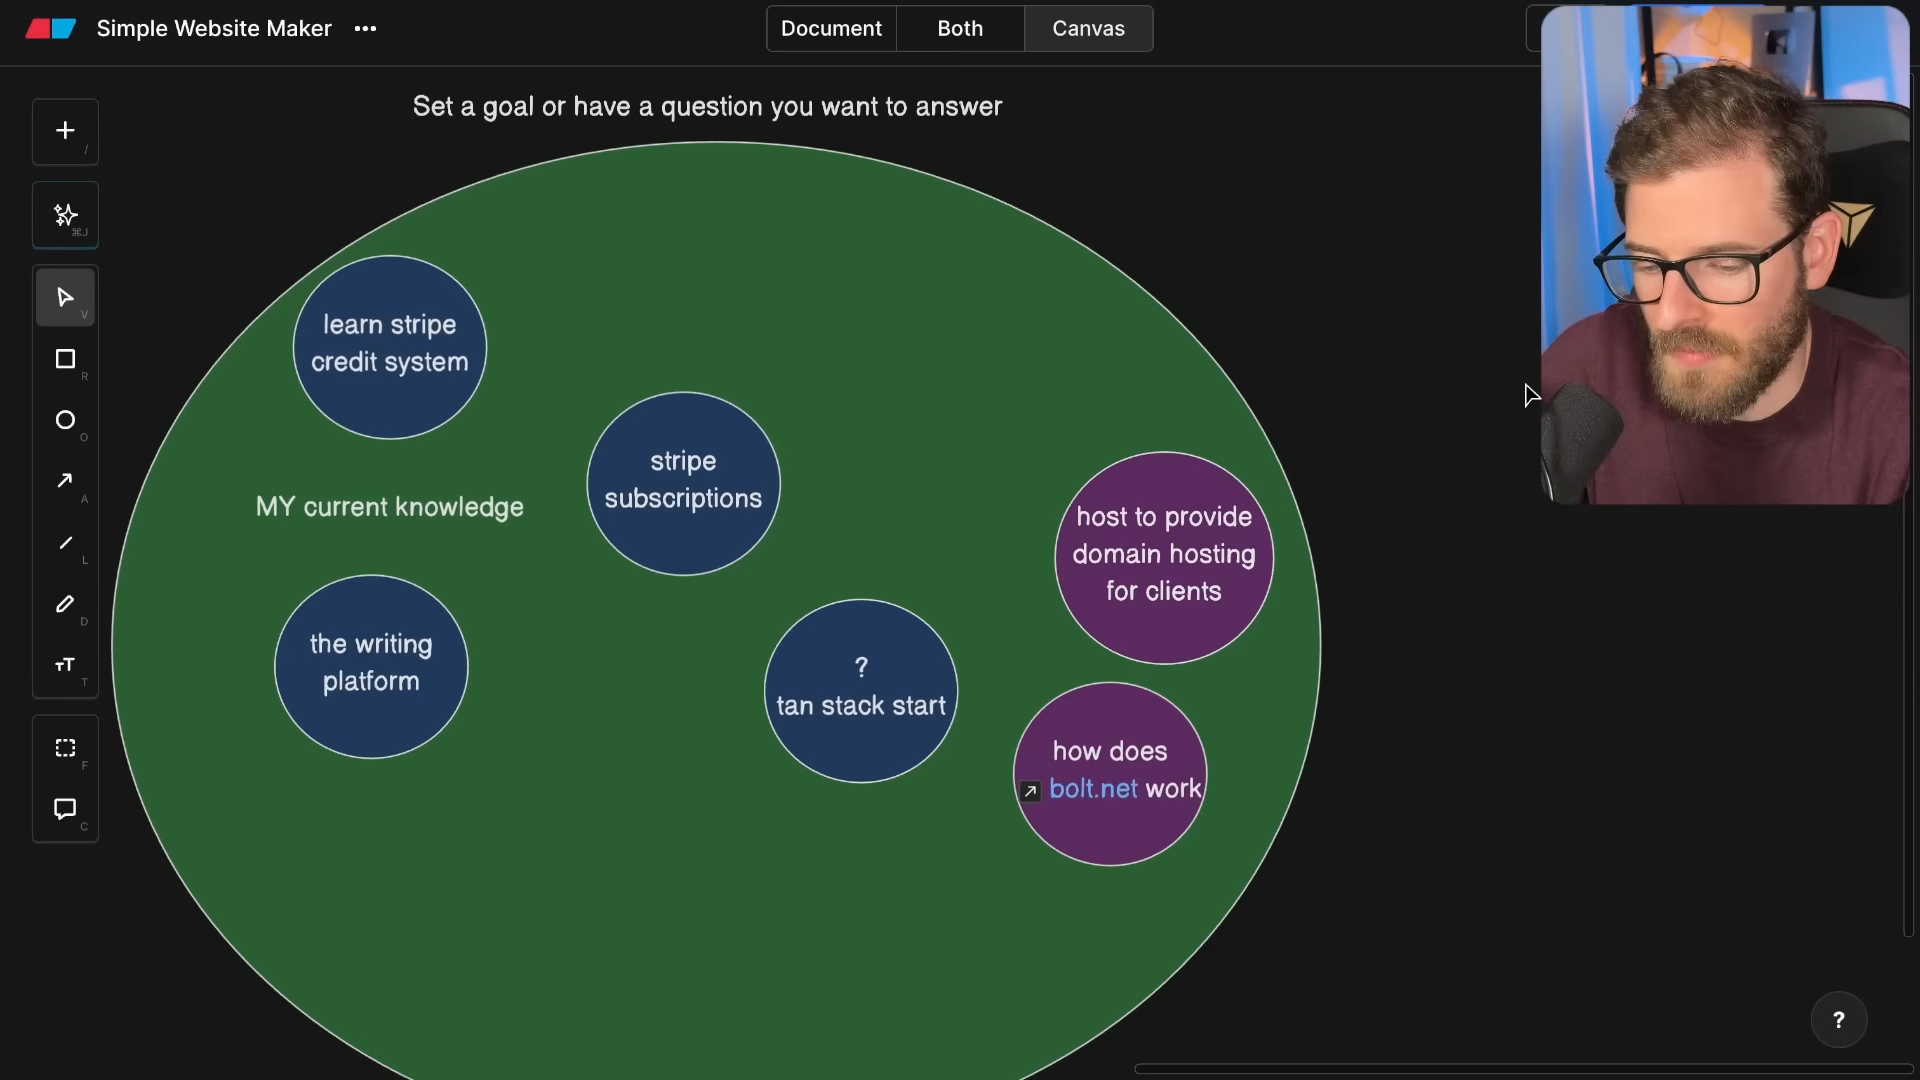 Simple Website Maker
Document
Both
Canvas
Set a goal or have a question you want to answer
/
⌘J
V
R
O
A
L
D
T
T
F
C
learn stripe
credit system
stripe
subscriptions
MY current knowledge
host to provide
domain hosting
for clients
the writing
platform
?
tan stack start
how does
bolt.net work
?